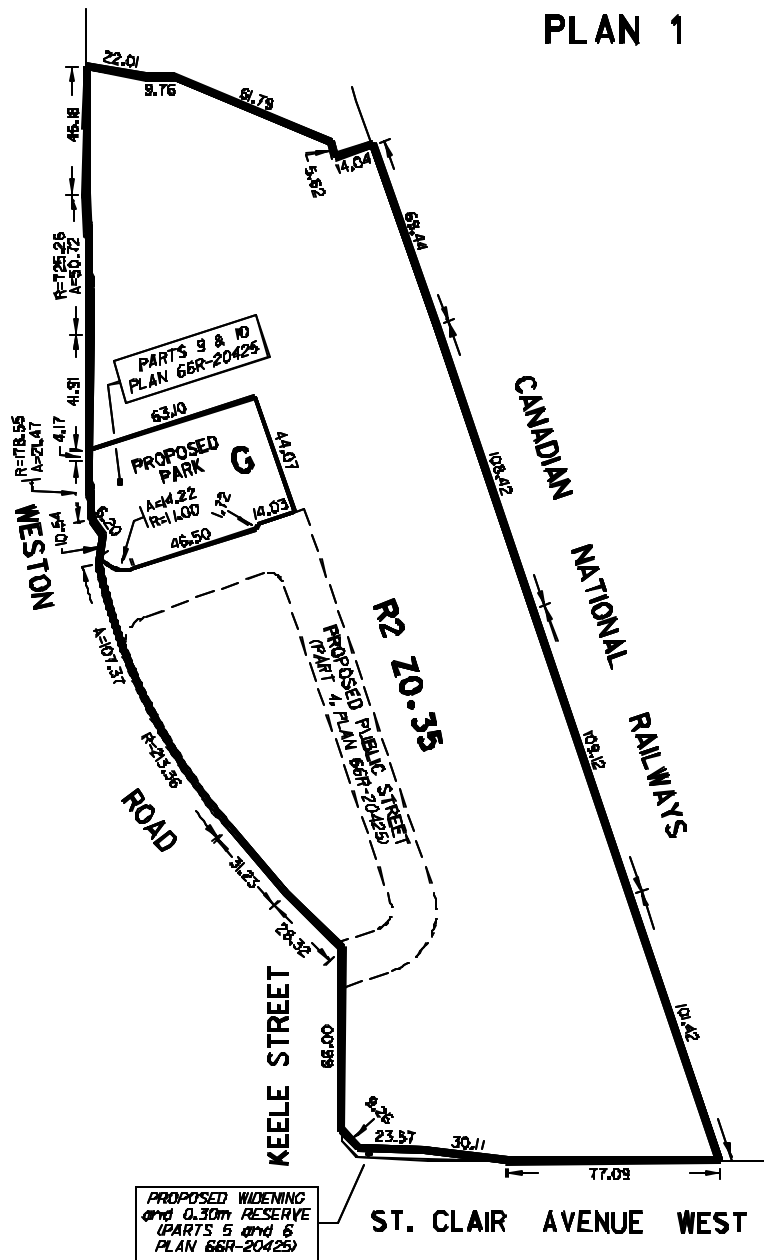 PLAN 1
22.01
9.76
61.79
5.62
14.04
46.18
68.44
R=725.26
A=50.72
41.91
PARTS 9 & 10
PLAN 66R-20425
63.10
4.17
R=178.55
A=21.47
PROPOSED
PARK
G
44.07
A=14.22
R=11.00
1.72
14.03
46.50
6.20
10.54
WESTON
CANADIAN
NATIONAL
RAILWAYS
108.42
R2 Z0.35
PROPOSED PUBLIC STREET
(PART 4, PLAN 66R-20425)
A=107.37
R=213.36
109.12
ROAD
31.23
28.32
KEELE STREET
66.00
101.42
9.26
23.57
30.11
77.09
PROPOSED WIDENING
and 0.30m RESERVE
(PARTS 5 and 6
PLAN 66R-20425)
ST. CLAIR AVENUE WEST